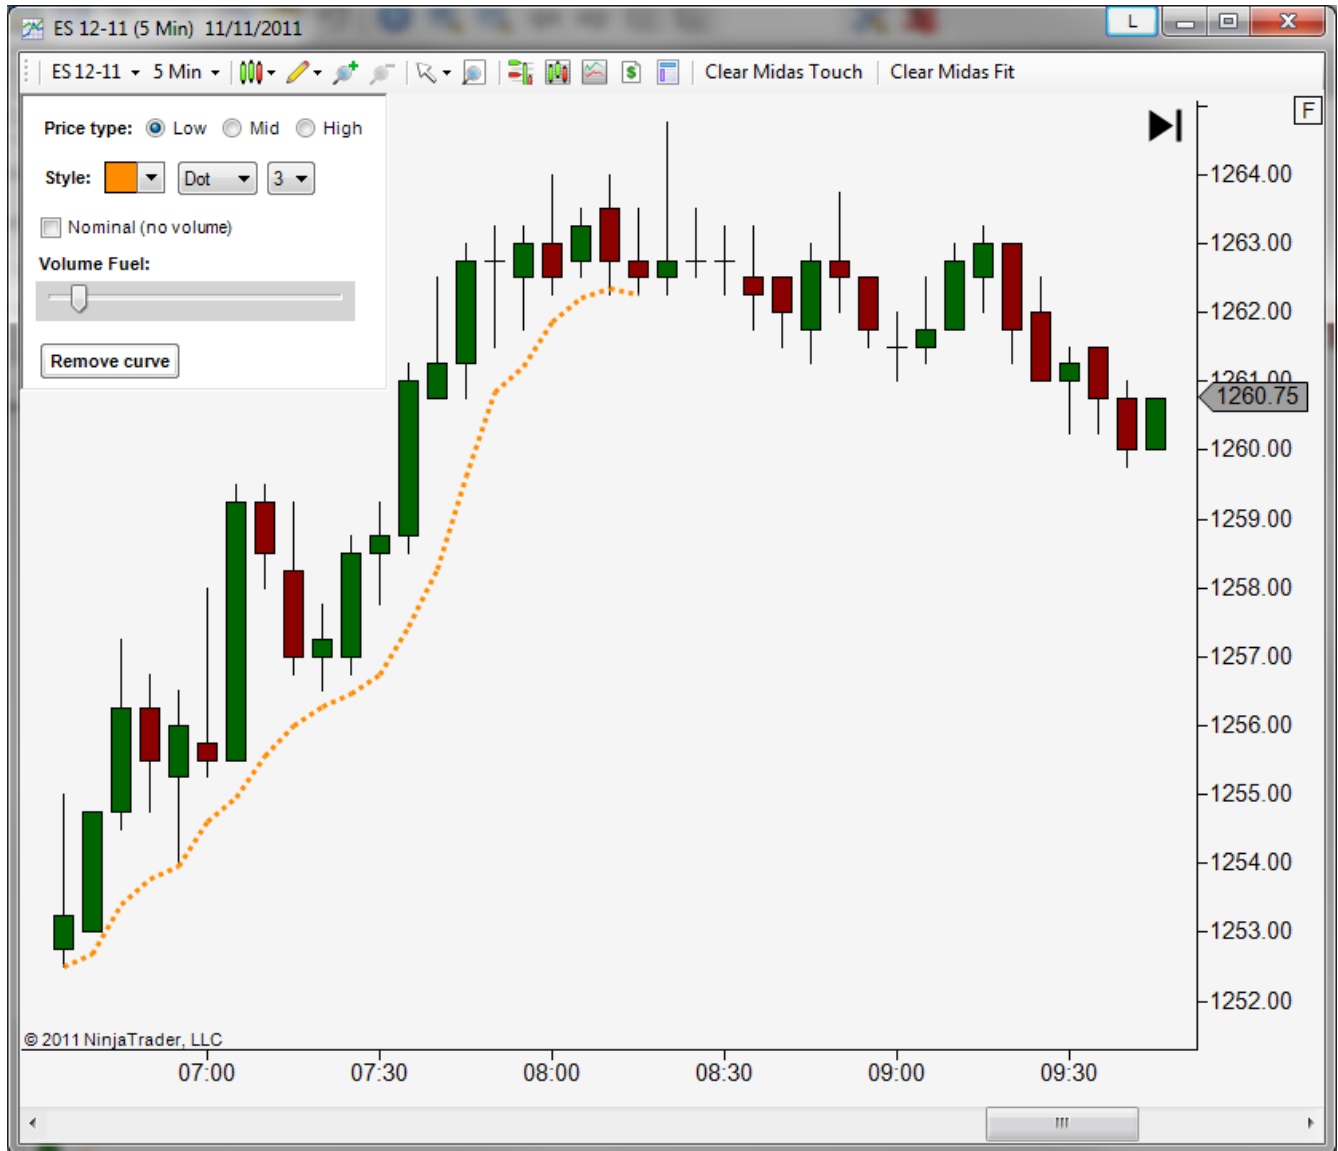 ES 12-11 (5 Min)  11/11/2011
L
ES 12-11 5 Min Clear Midas Touch Clear Midas Fit
F
Price type: Low Mid High
Style: Dot 3
Nominal (no volume)
Volume Fuel:
Remove curve
1264.00
1263.00
1262.00
1261.00
1260.75
1260.00
1259.00
1258.00
1257.00
1256.00
1255.00
1254.00
1253.00
1252.00
© 2011 NinjaTrader, LLC
07:00 07:30 08:00 08:30 09:00 09:30